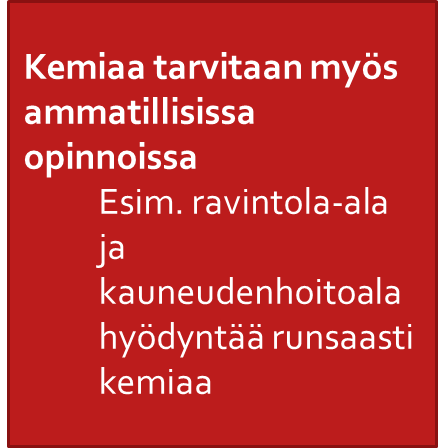 Kemiaa tarvitaan myös
ammatillisissa
opinnoissa
Esim. ravintola-ala
ja
kauneudenhoitoala
hyödyntää runsaasti
kemiaa